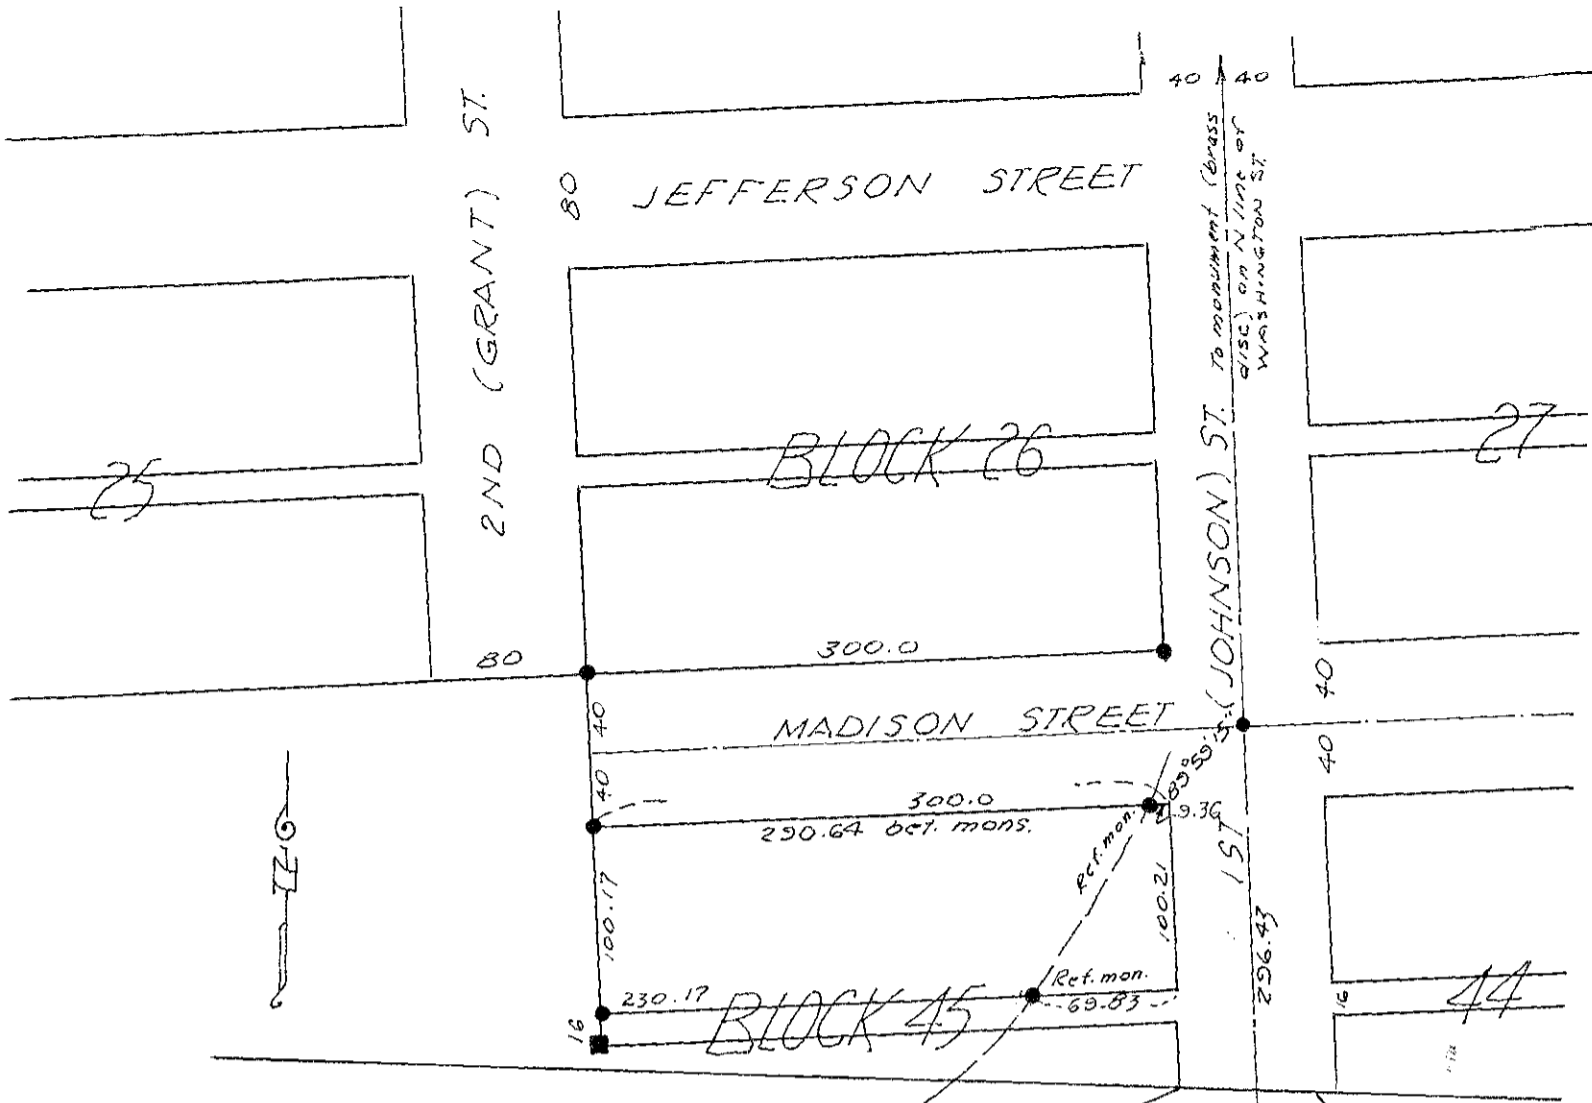 40 40
2ND (GRANT) ST.
80
JEFFERSON STREET
To monument (brass
disc) on N line of
WASHINGTON ST.
25
BLOCK 26
27
80
300.0
1ST (JOHNSON) ST.
40
40
MADISON STREET
40
40
89°59'
300.0
290.64 bet. mons.
9.36
Ref. mon.
100.17
100.21
296.43
N
230.17
BLOCK 45
Ref. mon.
69.83
16
16
44